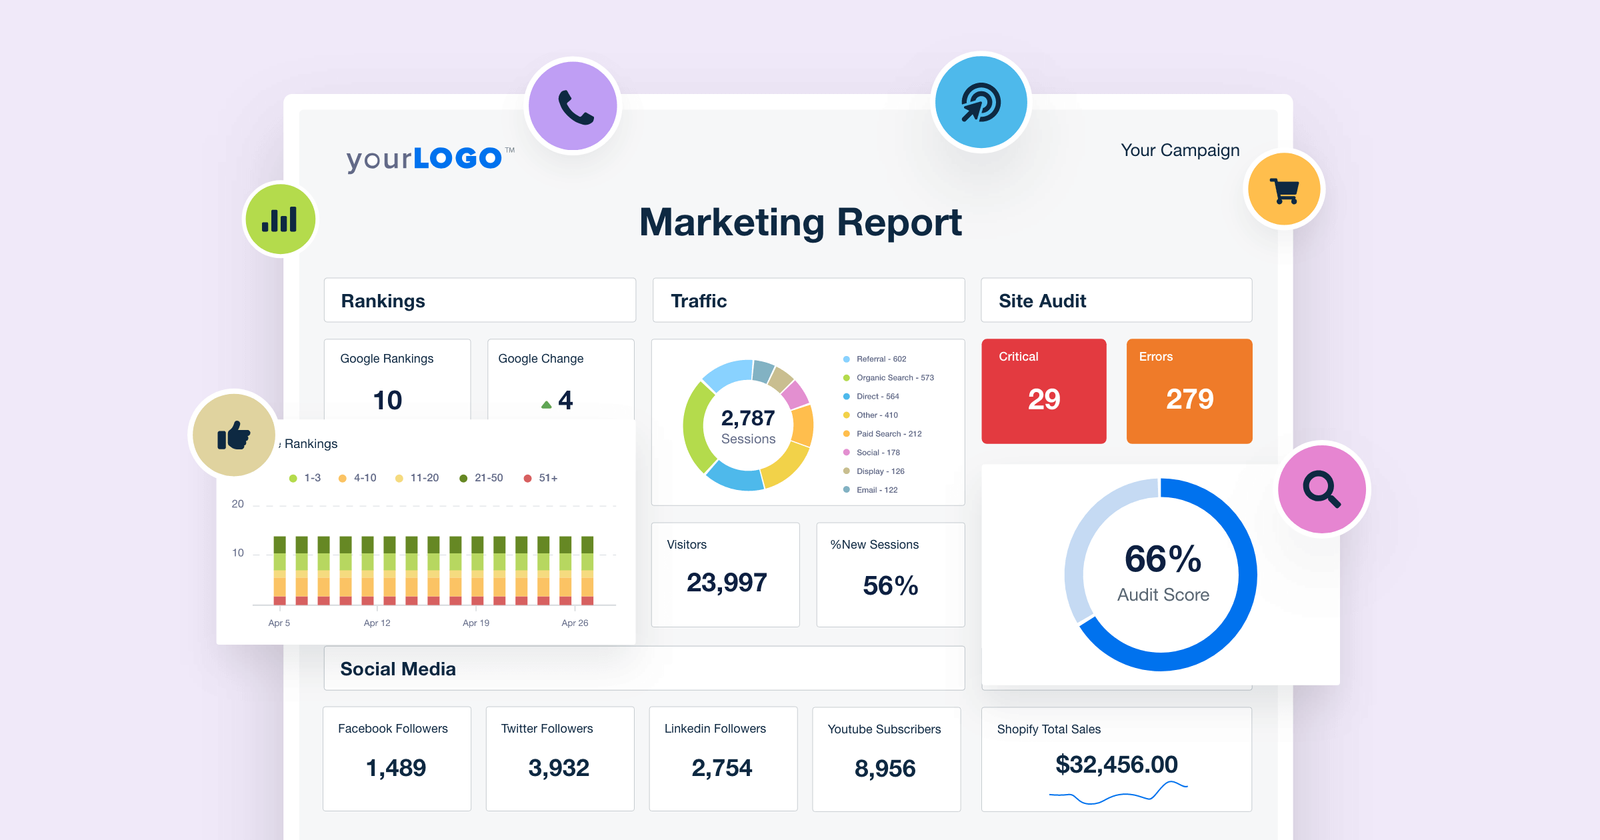 yourLOGO™
Your Campaign
Marketing Report
Rankings
Traffic
Site Audit
Google Rankings
10
Google Change
4
Referral - 602
Organic Search - 573
Direct - 564
Other - 410
Paid Search - 212
Social - 178
Display - 126
Email - 122
2,787
Sessions
Critical
29
Errors
279
Rankings
1-3
4-10
11-20
21-50
51+
20
10
Apr 5
Apr 12
Apr 19
Apr 26
Visitors
23,997
%New Sessions
56%
66%
Audit Score
Social Media
Facebook Followers
1,489
Twitter Followers
3,932
Linkedin Followers
2,754
Youtube Subscribers
8,956
Shopify Total Sales
$32,456.00